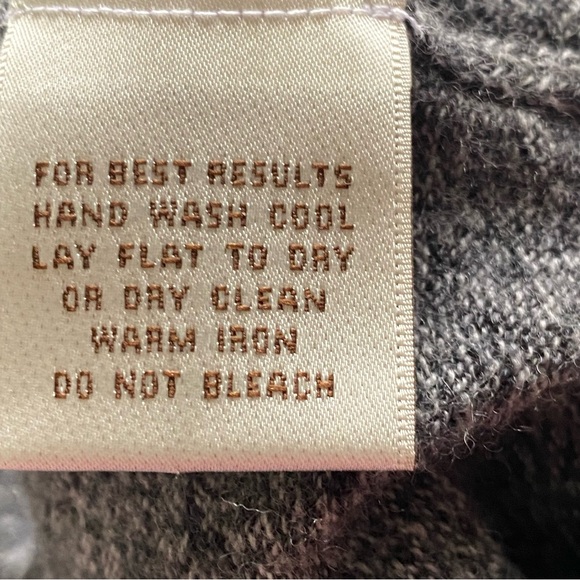 FOR BEST RESULTS
HAND WASH COOL
LAY FLAT TO DRY
OR DRY CLEAN
WARM IRON
DO NOT BLEACH